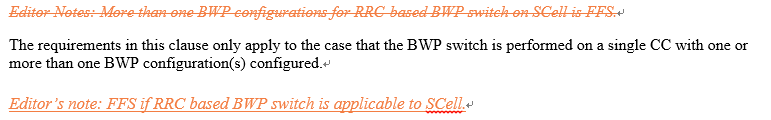 Editor Notes: More than one BWP configurations for RRC-based BWP switch on SCell is FFS.
The requirements in this clause only apply to the case that the BWP switch is performed on a single CC with one or
more than one BWP configuration(s) configured.
Editor's note: FFS if RRC based BWP switch is applicable to SCell.